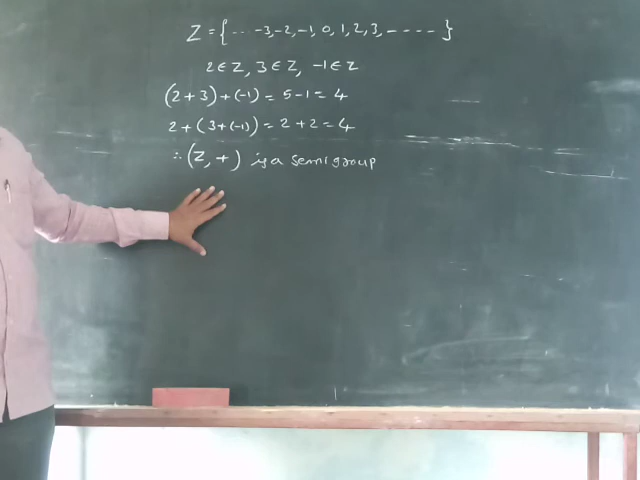 Z = { ... -3, -2, -1, 0, 1, 2, 3, - - - - - }
2 ∈ Z, 3 ∈ Z, -1 ∈ Z
(2 + 3) + (-1) = 5 - 1 = 4
2 + (3 + (-1)) = 2 + 2 = 4
∴ (Z, +) is a semi group